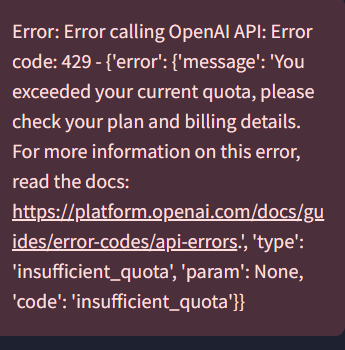 Error: Error calling OpenAI API: Error
code: 429 - {'error': {'message': 'You
exceeded your current quota, please
check your plan and billing details.
For more information on this error,
read the docs:
https://platform.openai.com/docs/gu
ides/error-codes/api-errors.', 'type':
'insufficient_quota', 'param': None,
'code': 'insufficient_quota'}}